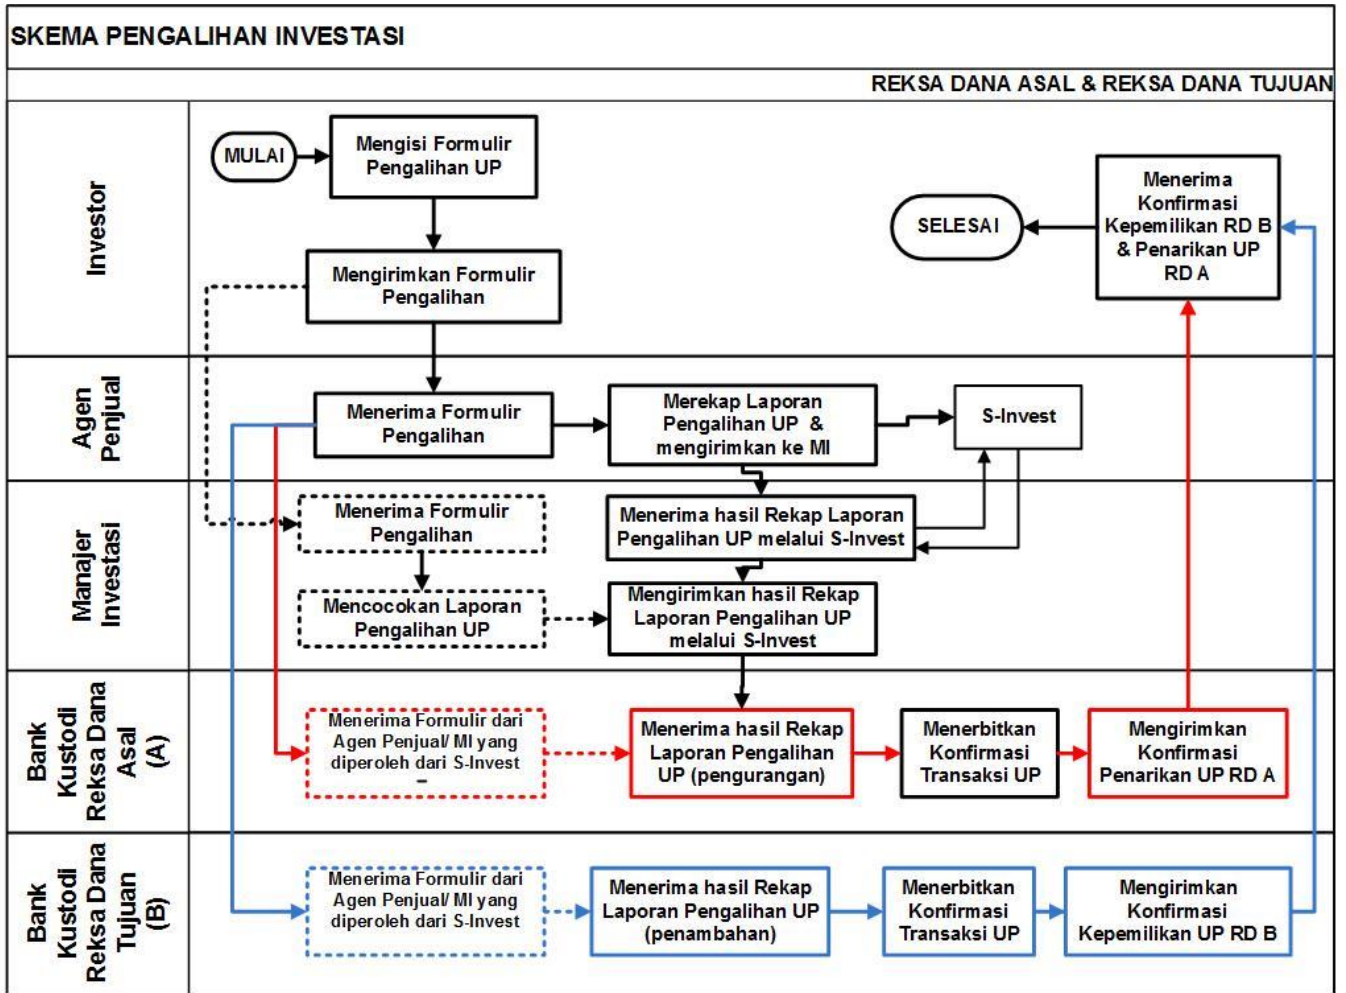 SKEMA PENGALIHAN INVESTASI
REKSA DANA ASAL & REKSA DANA TUJUAN
Investor
MULAI
Mengisi Formulir
Pengalihan UP
Mengirimkan Formulir
Pengalihan
SELESAI
Menerima
Konfirmasi
Kepemilikan RD B
& Penarikan UP
RD A
Agen
Penjual
Menerima Formulir
Pengalihan
Merekap Laporan
Pengalihan UP &
mengirimkan ke MI
S-Invest
Manajer
Investasi
Menerima Formulir
Pengalihan
Menerima hasil Rekap Laporan
Pengalihan UP melalui S-Invest
Mencocokan Laporan
Pengalihan UP
Mengirimkan hasil Rekap
Laporan Pengalihan UP
melalui S-Invest
Bank
Kustodi
Reksa Dana
Asal
(A)
Menerima Formulir dari
Agen Penjual/ MI yang
diperoleh dari S-Invest
–
Menerima hasil Rekap
Laporan Pengalihan
UP (pengurangan)
Menerbitkan
Konfirmasi
Transaksi UP
Mengirimkan
Konfirmasi
Penarikan UP RD A
Bank
Kustodi
Reksa Dana
Tujuan
(B)
Menerima Formulir dari
Agen Penjual/ MI yang
diperoleh dari S-Invest
Menerima hasil Rekap
Laporan Pengalihan UP
(penambahan)
Menerbitkan
Konfirmasi
Transaksi UP
Mengirimkan
Konfirmasi
Kepemilikan UP RD B